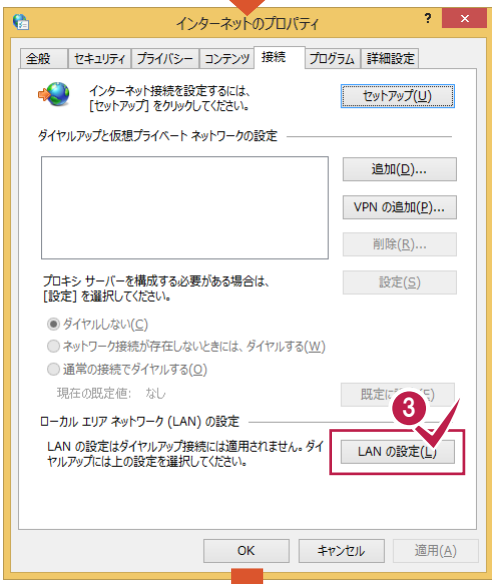 インターネットのプロパティ
?
×
全般 セキュリティ プライバシー コンテンツ 接続 プログラム 詳細設定
インターネット接続を設定するには、
[セットアップ] をクリックしてください。
セットアップ(U)
ダイヤルアップと仮想プライベート ネットワークの設定
追加(D)...
VPN の追加(P)...
削除(R)...
プロキシ サーバーを構成する必要がある場合は、
[設定] を選択してください。
設定(S)
ダイヤルしない(C)
ネットワーク接続が存在しないときには、ダイヤルする(W)
通常の接続でダイヤルする(O)
現在の既定値: なし
既定に
ローカル エリア ネットワーク (LAN) の設定
3
LAN の設定はダイヤルアップ接続には適用されません。ダイ
ヤルアップには上の設定を選択してください。
LAN の設定(L)
OK キャンセル 適用(A)